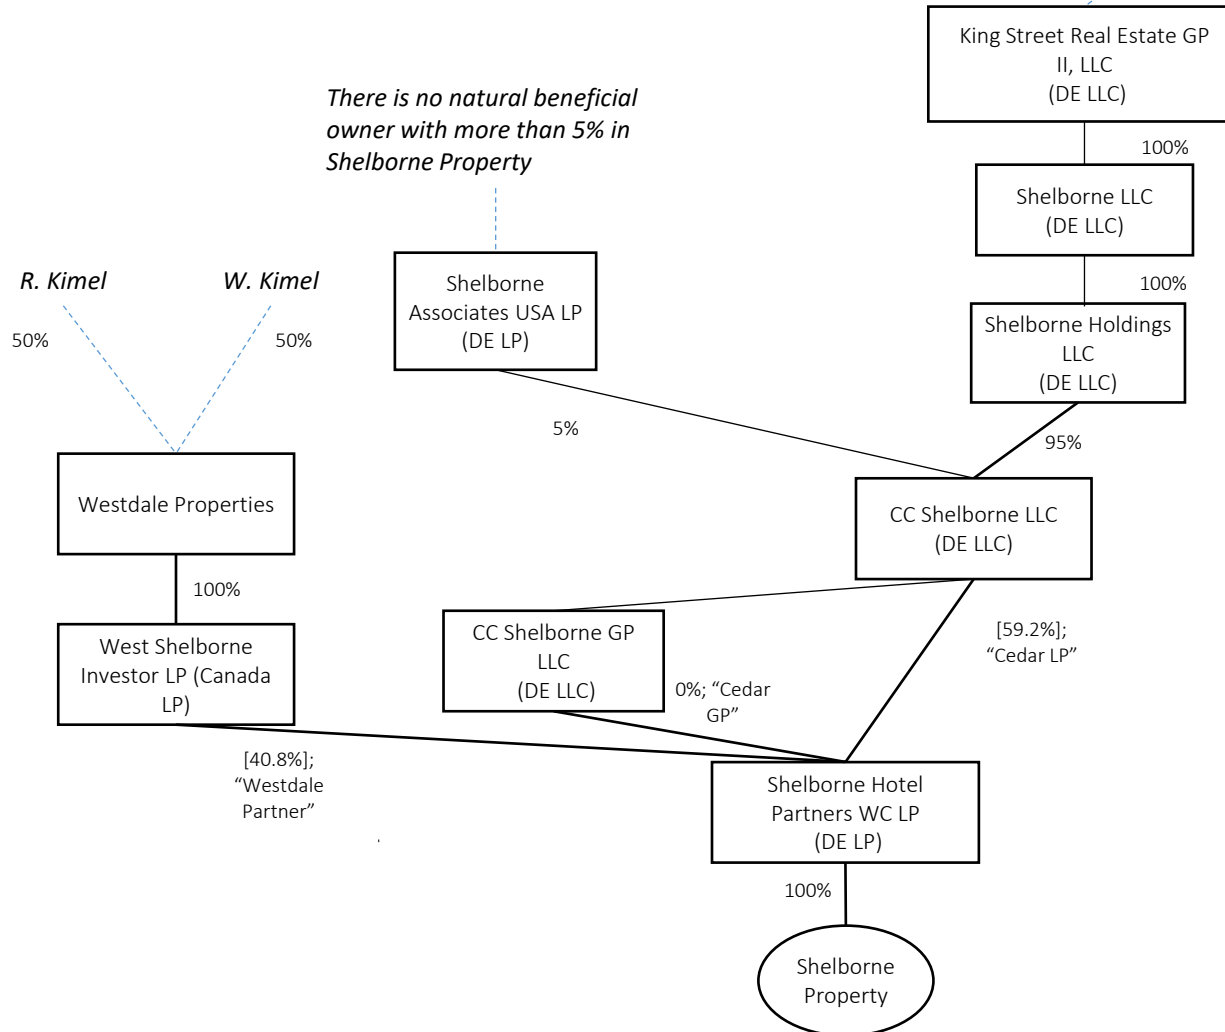 King Street Real Estate GP
II, LLC
(DE LLC)
There is no natural beneficial
owner with more than 5% in
Shelborne Property
100%
Shelborne LLC
(DE LLC)
100%
R. Kimel
W. Kimel
50%
50%
Shelborne
Associates USA LP
(DE LP)
Shelborne Holdings
LLC
(DE LLC)
5%
95%
Westdale Properties
CC Shelborne LLC
(DE LLC)
100%
West Shelborne
Investor LP (Canada
LP)
CC Shelborne GP
LLC
(DE LLC)
[59.2%];
“Cedar LP”
0%; “Cedar
GP”
[40.8%];
“Westdale
Partner”
Shelborne Hotel
Partners WC LP
(DE LP)
100%
Shelborne
Property